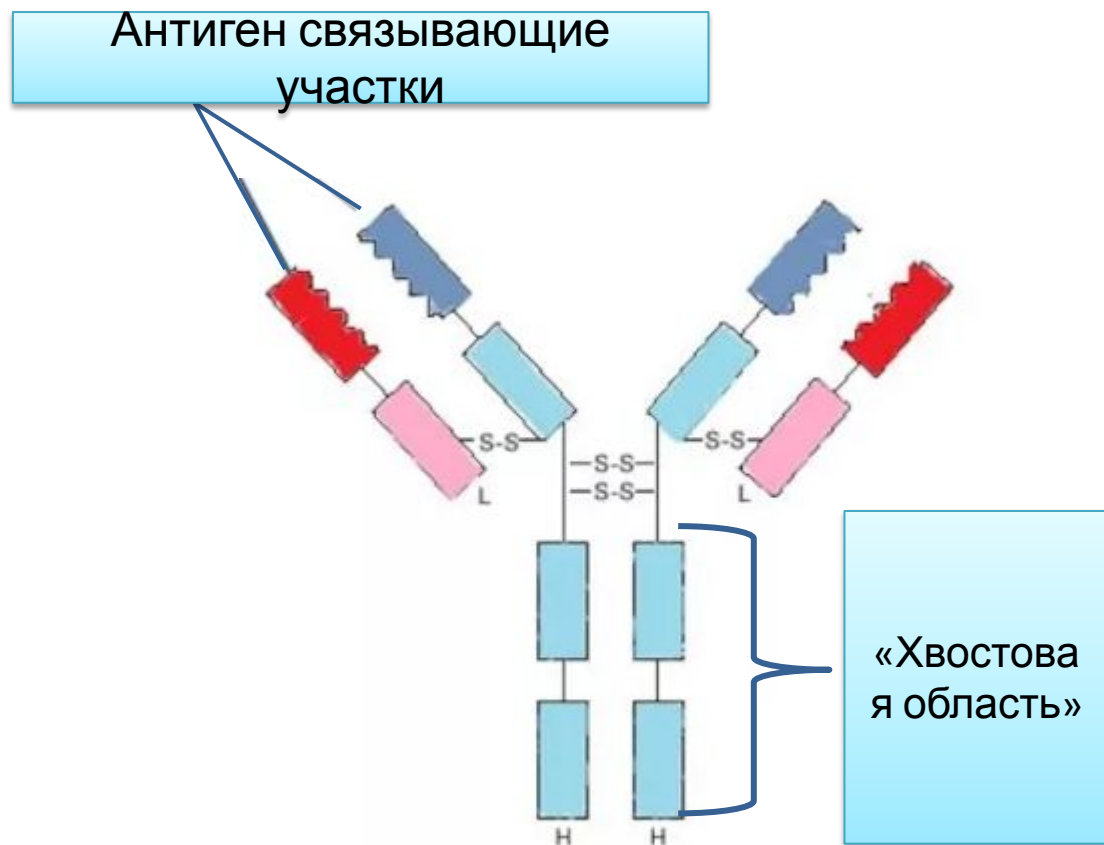 Антиген связывающие
участки
S-S
S-S
S-S
S-S
L
L
«Хвостова
я область»
H
H